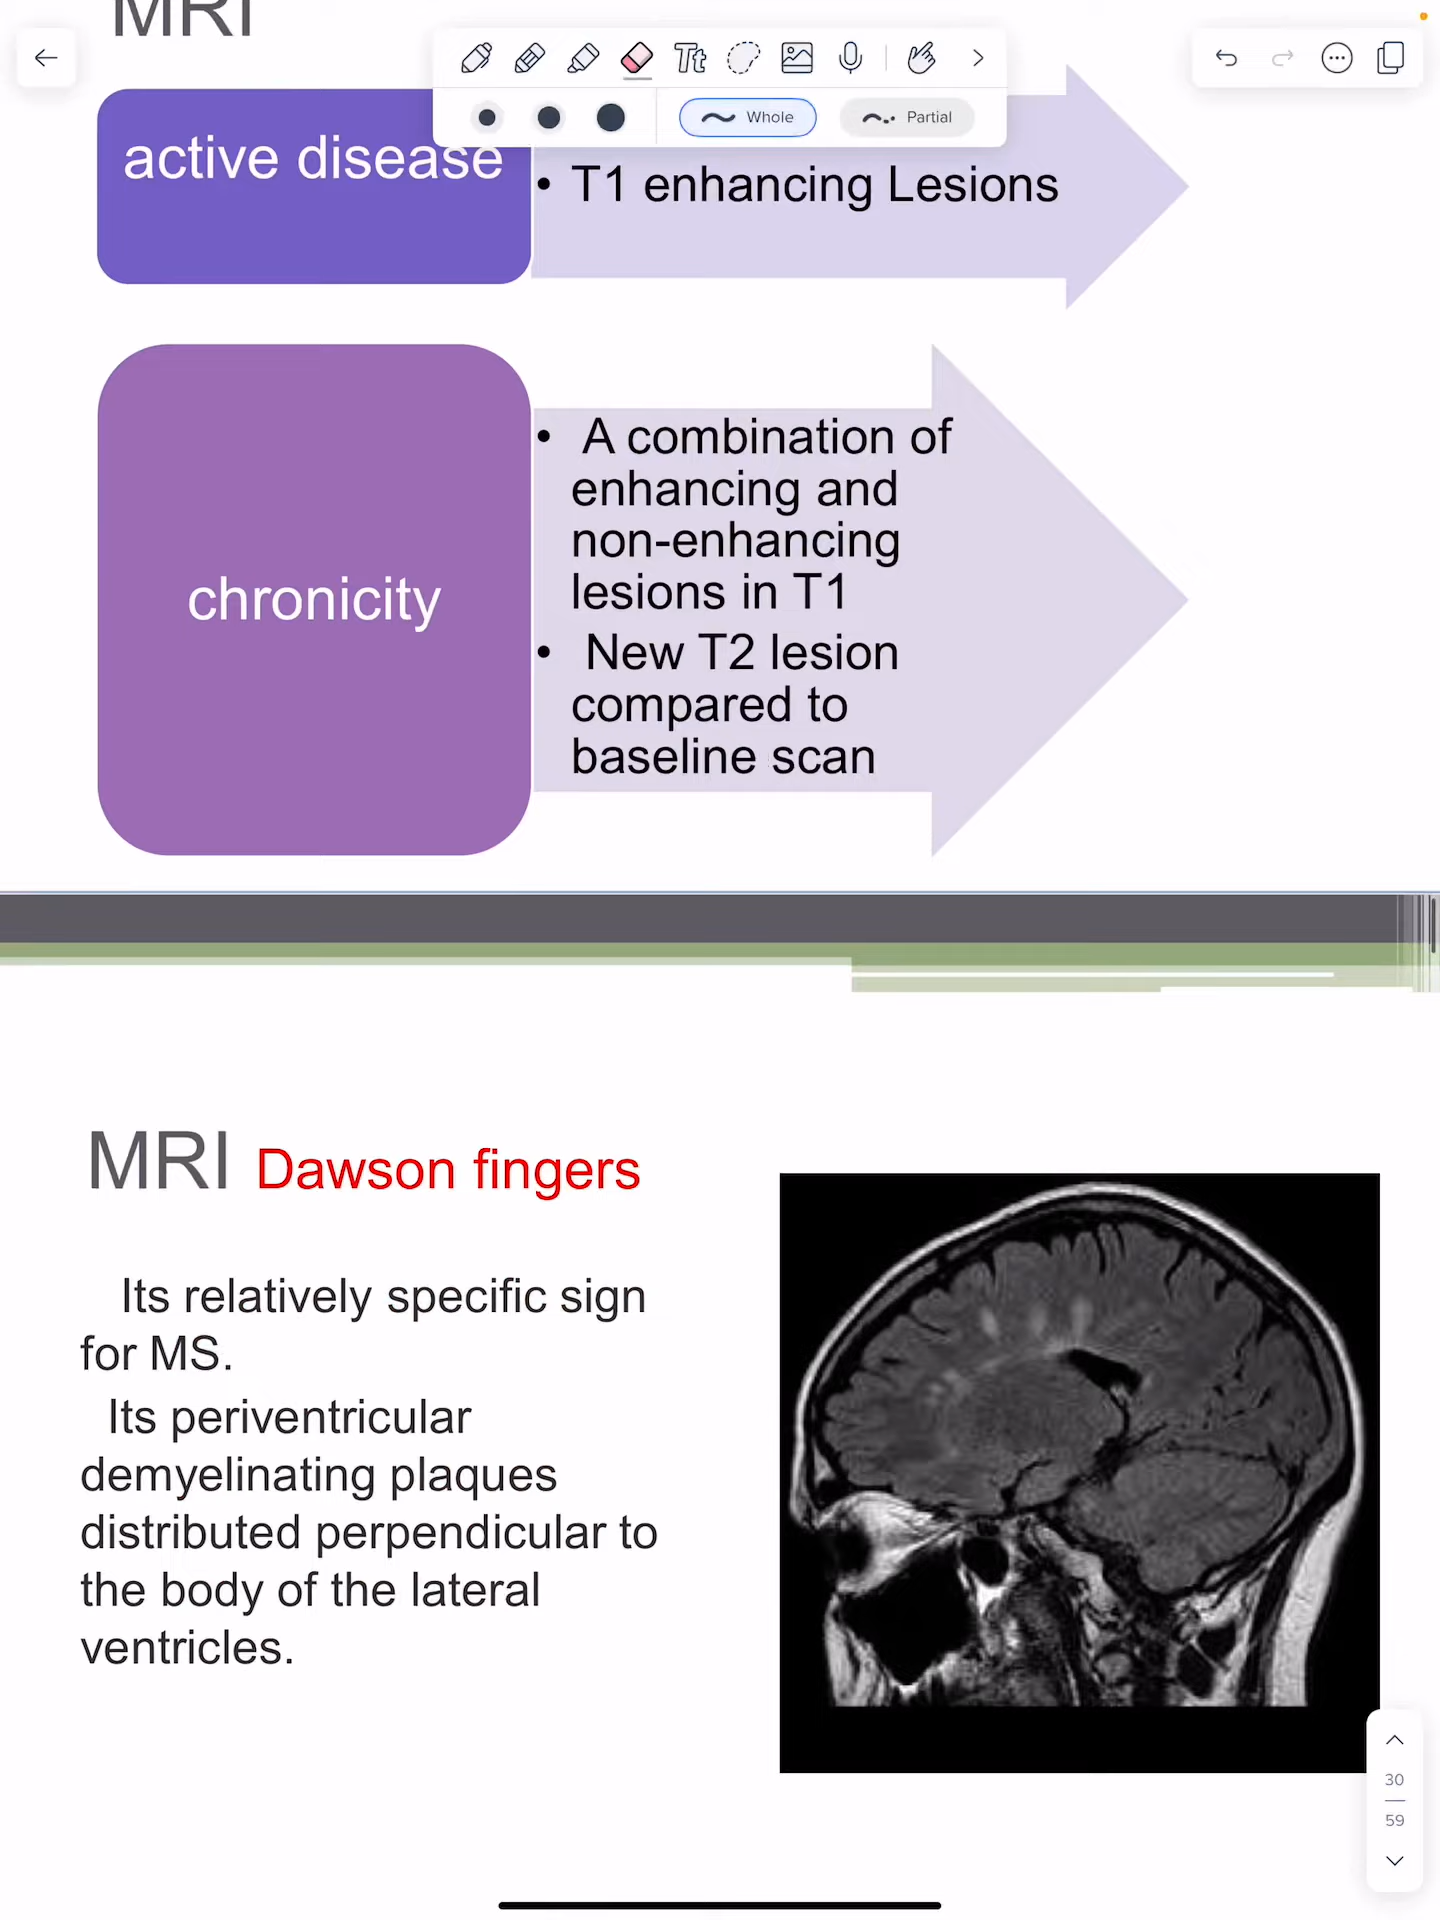 MRI
Whole
Partial
active disease
• T1 enhancing Lesions
• A combination of
enhancing and
non-enhancing
lesions in T1
chronicity
• New T2 lesion
compared to
baseline scan
MRI Dawson fingers
Its relatively specific sign
for MS.
Its periventricular
demyelinating plaques
distributed perpendicular to
the body of the lateral
ventricles.
30
59